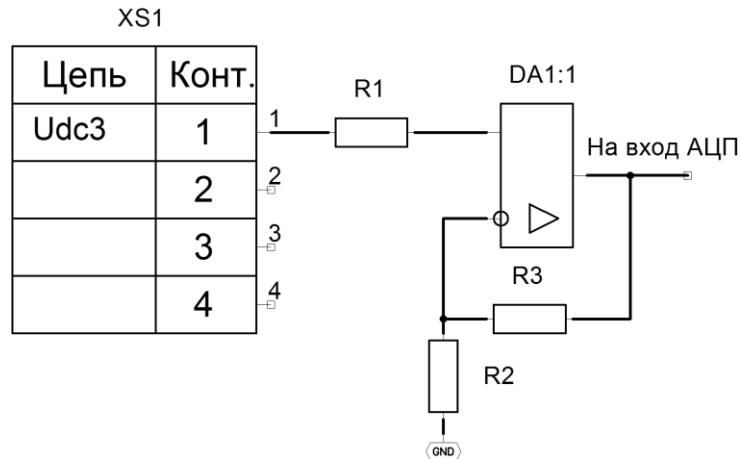 XS1
Цепь Конт.
Udc3 1
2
3
4
1
2
3
4
R1
DA1:1
На вход АЦП
R3
R2
GND